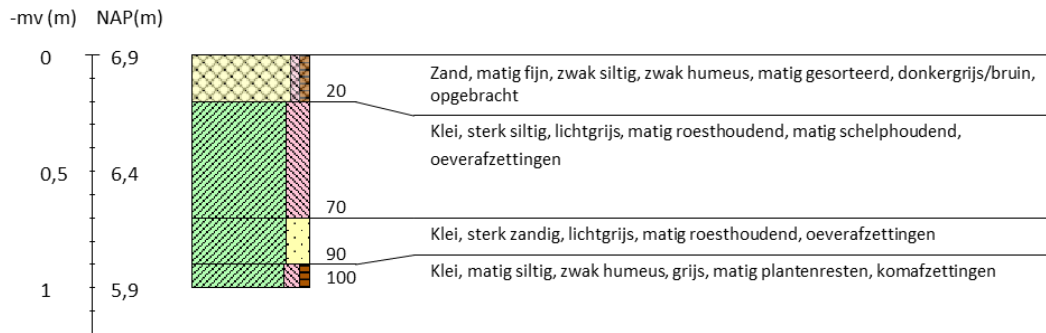 -mv (m) NAP(m)
0 6,9
Zand, matig fijn, zwak siltig, zwak humeus, matig gesorteerd, donkergrijs/bruin,
opgebracht
20
Klei, sterk siltig, lichtgrijs, matig roesthoudend, matig schelphoudend,
oeverafzettingen
0,5 6,4
70
Klei, sterk zandig, lichtgrijs, matig roesthoudend, oeverafzettingen
90
Klei, matig siltig, zwak humeus, grijs, matig plantenresten, komafzettingen
100
1 5,9